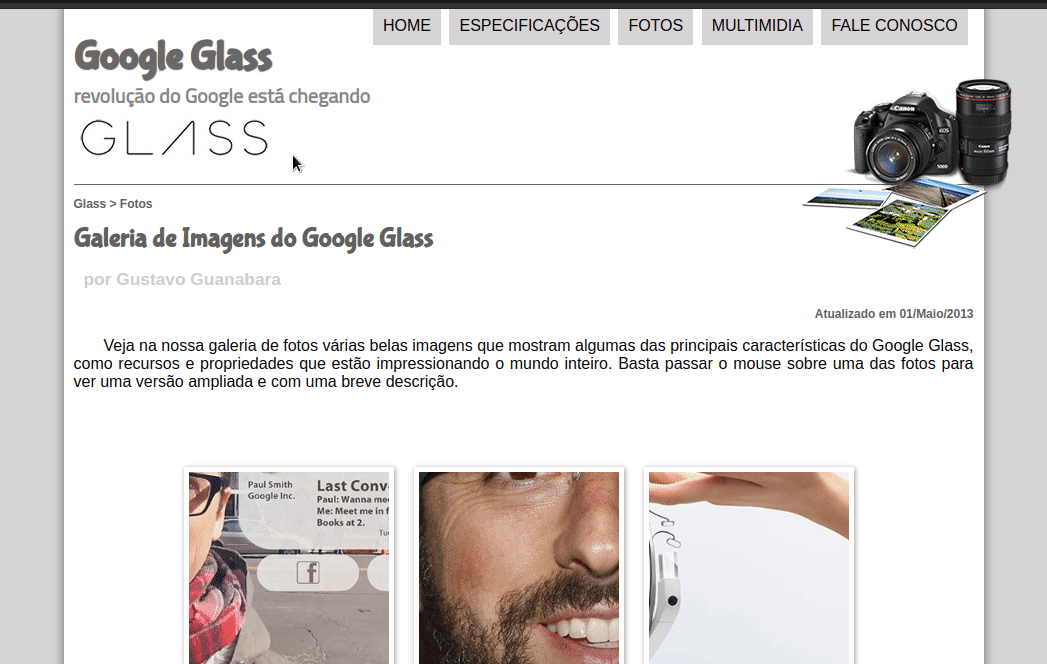 HOME ESPECIFICAÇÕES FOTOS MULTIMIDIA FALE CONOSCO
Google Glass
revolução do Google está chegando
GLASS
Canon
EOS
Glass > Fotos
Galeria de Imagens do Google Glass
por Gustavo Guanabara
Atualizado em 01/Maio/2013
Veja na nossa galeria de fotos várias belas imagens que mostram algumas das principais características do Google Glass,
como recursos e propriedades que estão impressionando o mundo inteiro. Basta passar o mouse sobre uma das fotos para
ver uma versão ampliada e com uma breve descrição.
Paul Smith
Google Inc.
Last Conv
Paul: Wanna me
Me: Meet me in f
Books at 2.
Tu
f